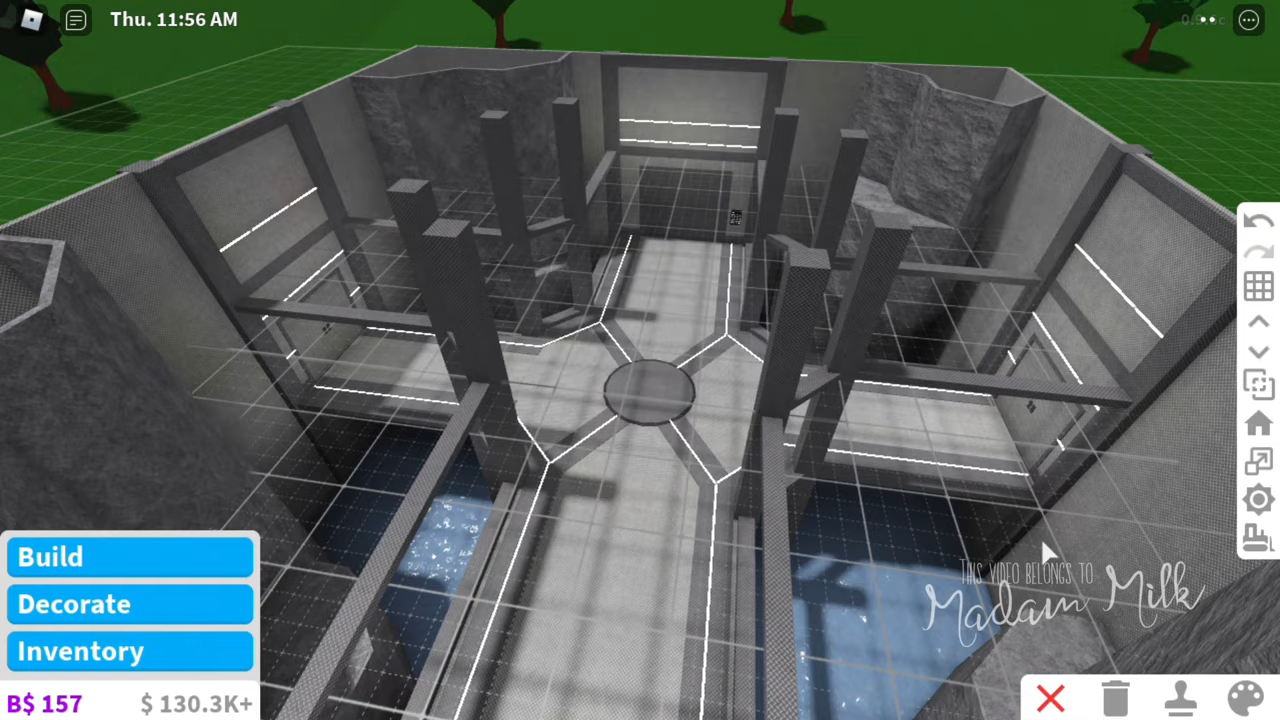 Thu. 11:56 AM
Build
Decorate
Inventory
B$ 157
$ 130.3K+
THIS VIDEO BELONGS TO
Madam Milk